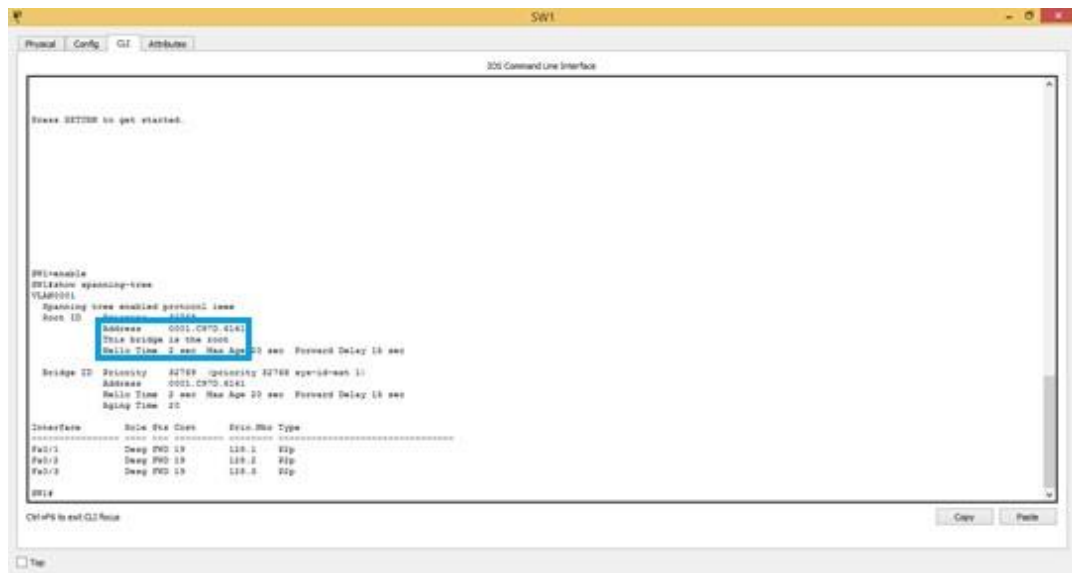 SW1
Physical Config CLI Attributes
IOS Command Line Interface
Press RETURN to get started.
SW1>enable
SW1#show spanning-tree
VLAN0001
Spanning tree enabled protocol ieee
Root ID Priority 32769
Address 0001.C97D.6161
This bridge is the root
Hello Time 2 sec Max Age 20 sec Forward Delay 15 sec
Bridge ID Priority 32769 (priority 32768 sys-id-ext 1)
Address 0001.C97D.6161
Hello Time 2 sec Max Age 20 sec Forward Delay 15 sec
Aging Time 20
Interface Role Sts Cost Prio.Nbr Type
Fa0/1 Desg FWD 19 128.1 P2p
Fa0/2 Desg FWD 19 128.2 P2p
Fa0/3 Desg FWD 19 128.3 P2p
SW1#
Ctrl+F6 to exit CLI focus
Copy Paste
Top